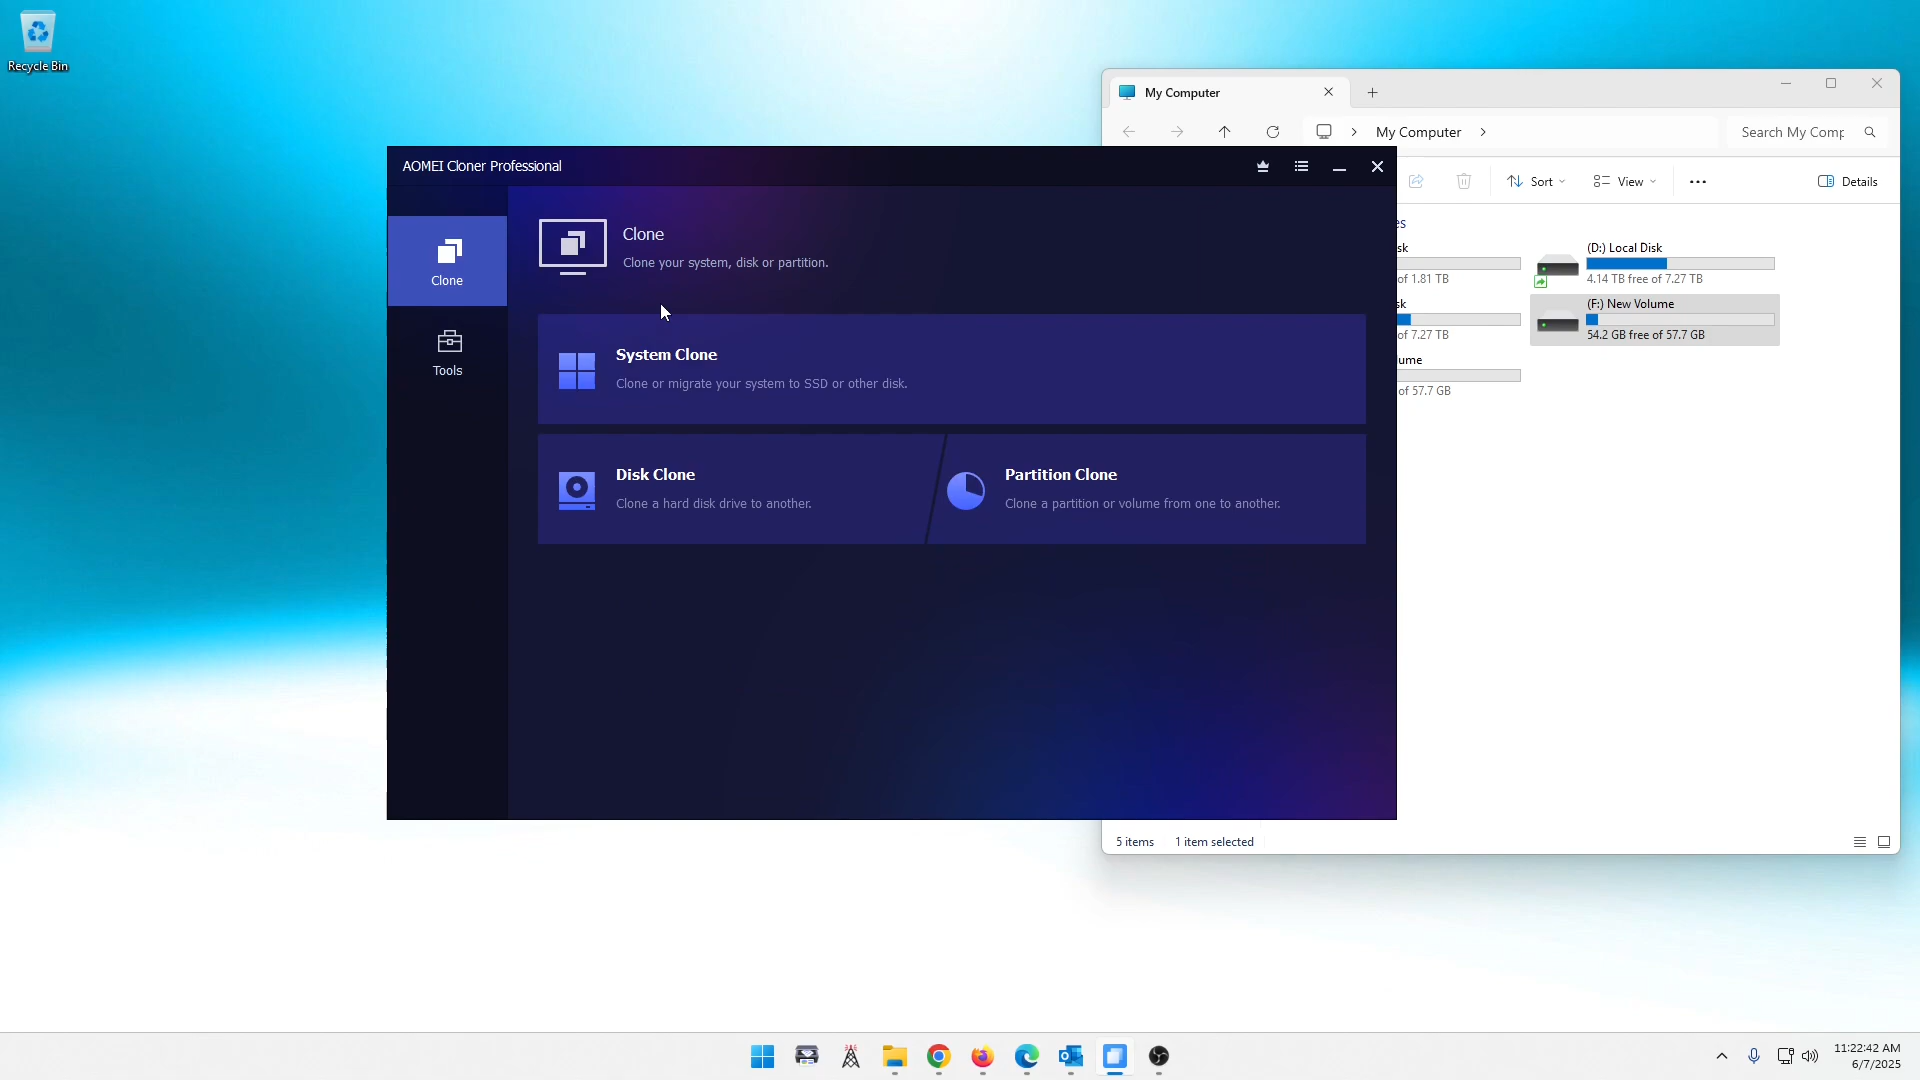 Recycle Bin
My Computer
My Computer
Search My Comp
AOMEI Cloner Professional
Sort
View
Details
Clone
Tools
Clone
Clone your system, disk or partition.
System Clone
Clone or migrate your system to SSD or other disk.
Disk Clone
Clone a hard disk drive to another.
Partition Clone
Clone a partition or volume from one to another.
es
sk
of 1.81 TB
(D:) Local Disk
4.14 TB free of 7.27 TB
sk
of 7.27 TB
(F:) New Volume
54.2 GB free of 57.7 GB
ume
of 57.7 GB
5 items
1 item selected
11:22:42 AM
6/7/2025